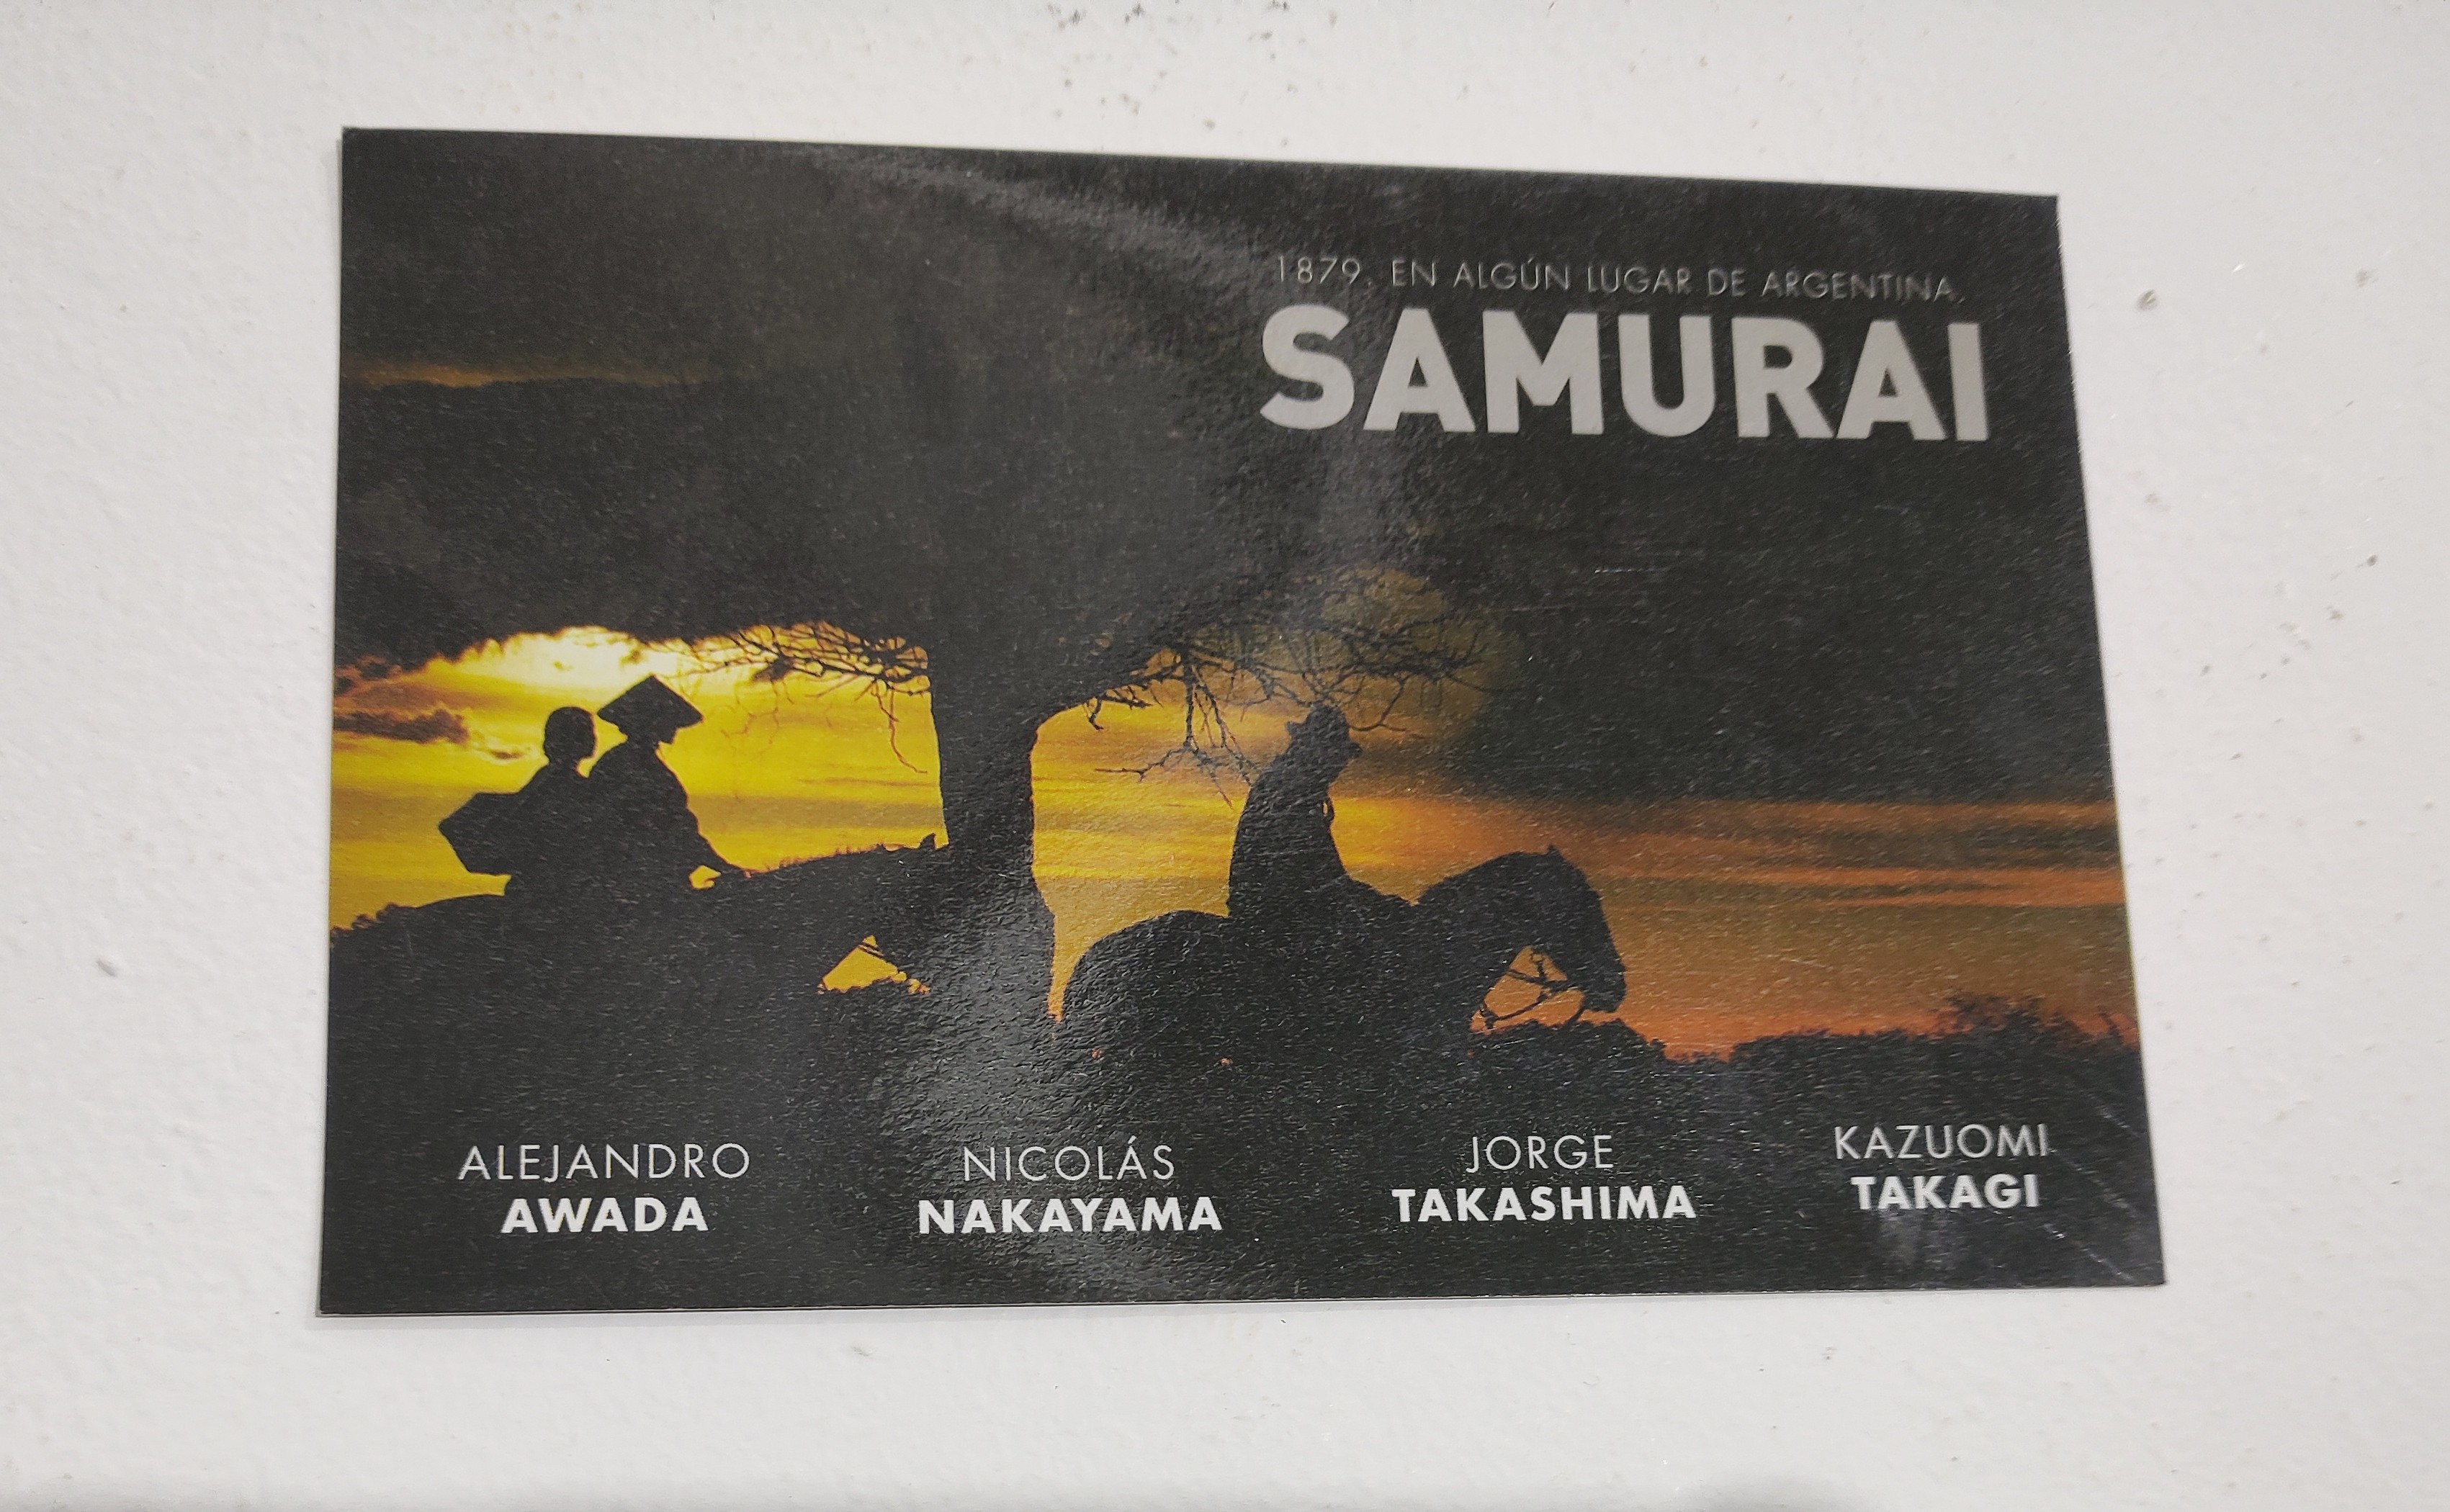 1879. EN ALGÚN LUGAR DE ARGENTINA.
SAMURAI
ALEJANDRO
AWADA
NICOLÁS
NAKAYAMA
JORGE
TAKASHIMA
KAZUOMI
TAKAGI